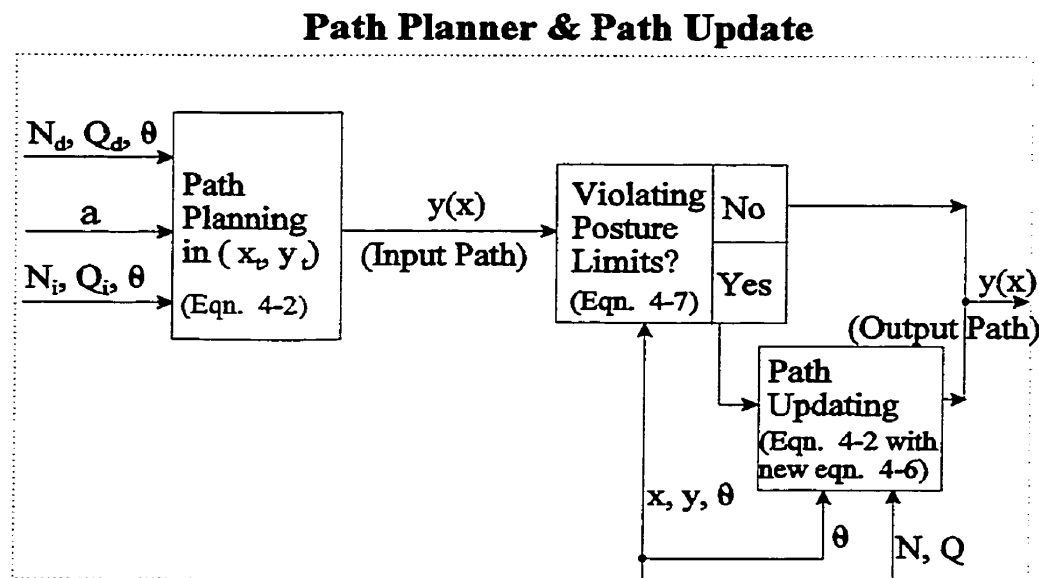 Path Planner & Path Update
N_d, Q_d, θ
a
N_i, Q_i, θ
Path
Planning
in ( x_t, y_t)
(Eqn. 4-2)
y(x)
(Input Path)
Violating
Posture
Limits?
(Eqn. 4-7)
No
Yes
y(x)
(Output Path)
Path
Updating
(Eqn. 4-2 with
new eqn. 4-6)
x, y, θ
θ
N, Q